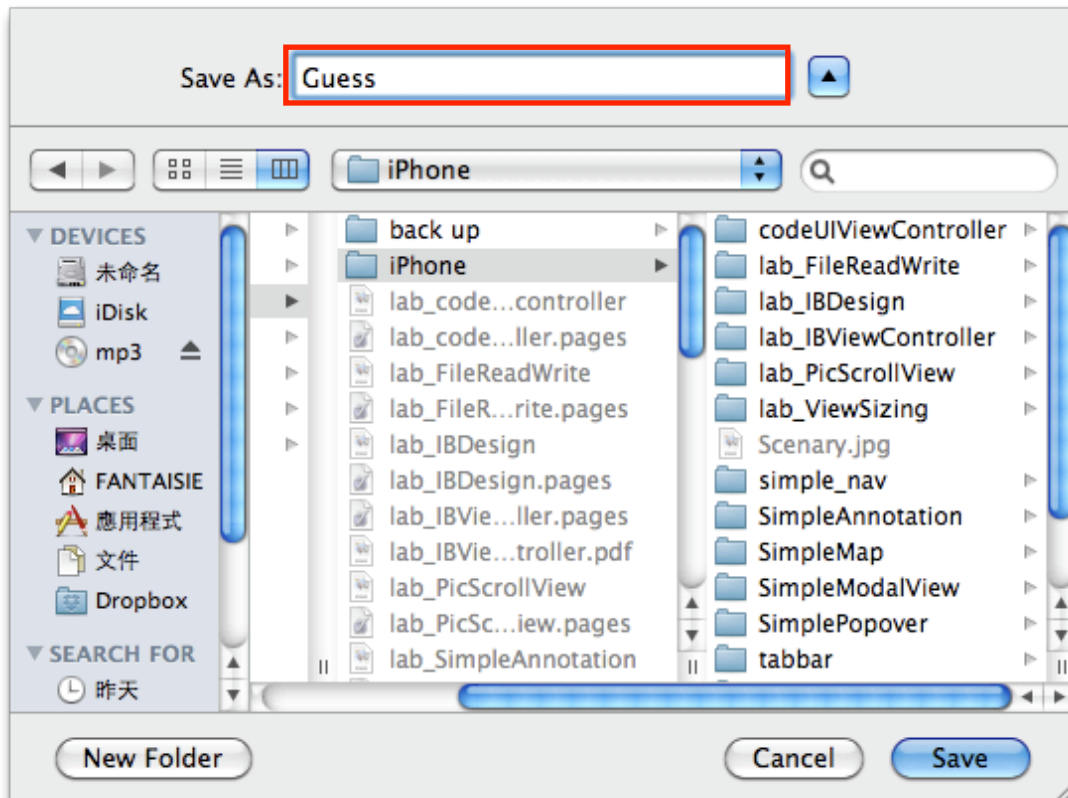 Save As: Guess
iPhone
DEVICES
未命名
iDisk
mp3
PLACES
桌面
FANTAISIE
應用程式
文件
Dropbox
SEARCH FOR
昨天
back up
iPhone
lab_code...controller
lab_code...ller.pages
lab_FileReadWrite
lab_FileR...rite.pages
lab_IBDesign
lab_IBDesign.pages
lab_IBVie...ller.pages
lab_IBVie...troller.pdf
lab_PicScrollView
lab_PicSc...iew.pages
lab_SimpleAnnotation
codeUIViewController
lab_FileReadWrite
lab_IBDesign
lab_IBViewController
lab_PicScrollView
lab_ViewSizing
Scenary.jpg
simple_nav
SimpleAnnotation
SimpleMap
SimpleModalView
SimplePopover
tabbar
New Folder
Cancel
Save